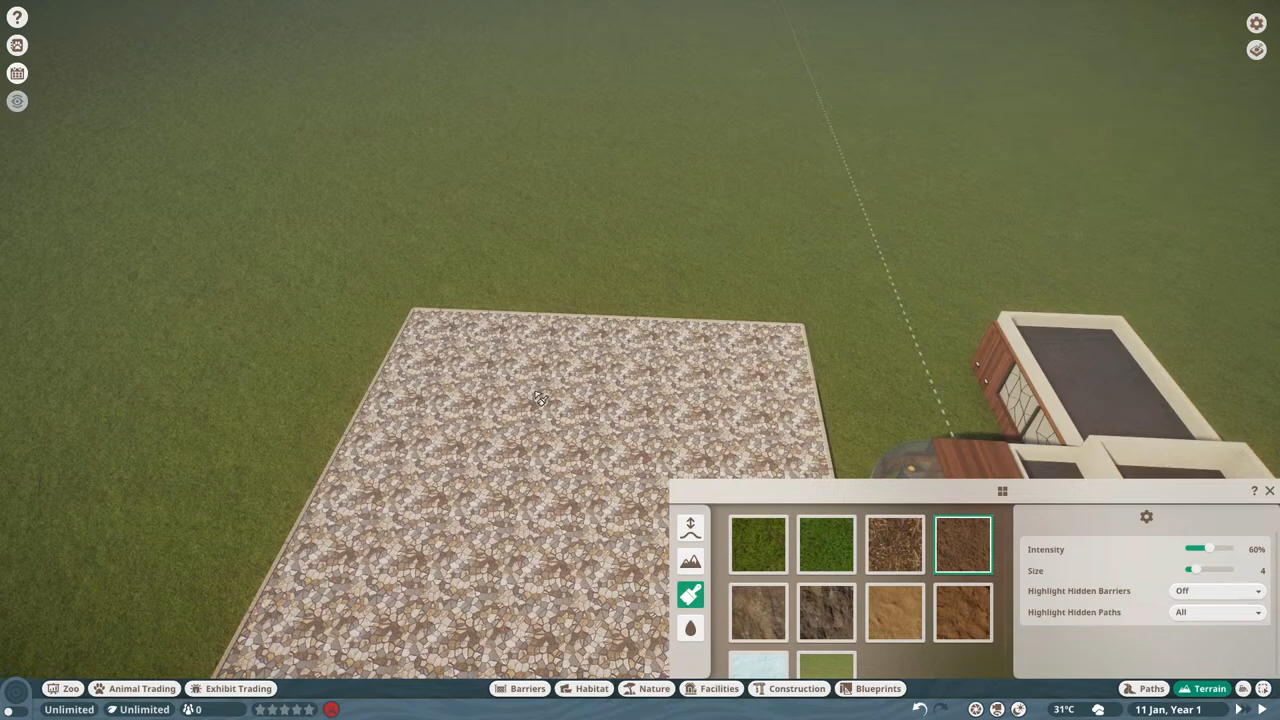 ?
? 
Intensity 60%
Size 4
Highlight Hidden Barriers Off
Highlight Hidden Paths All
Zoo Animal Trading Exhibit Trading Barriers Habitat Nature Facilities Construction Blueprints Paths Terrain
Unlimited Unlimited 0 31°C 11 Jan, Year 1